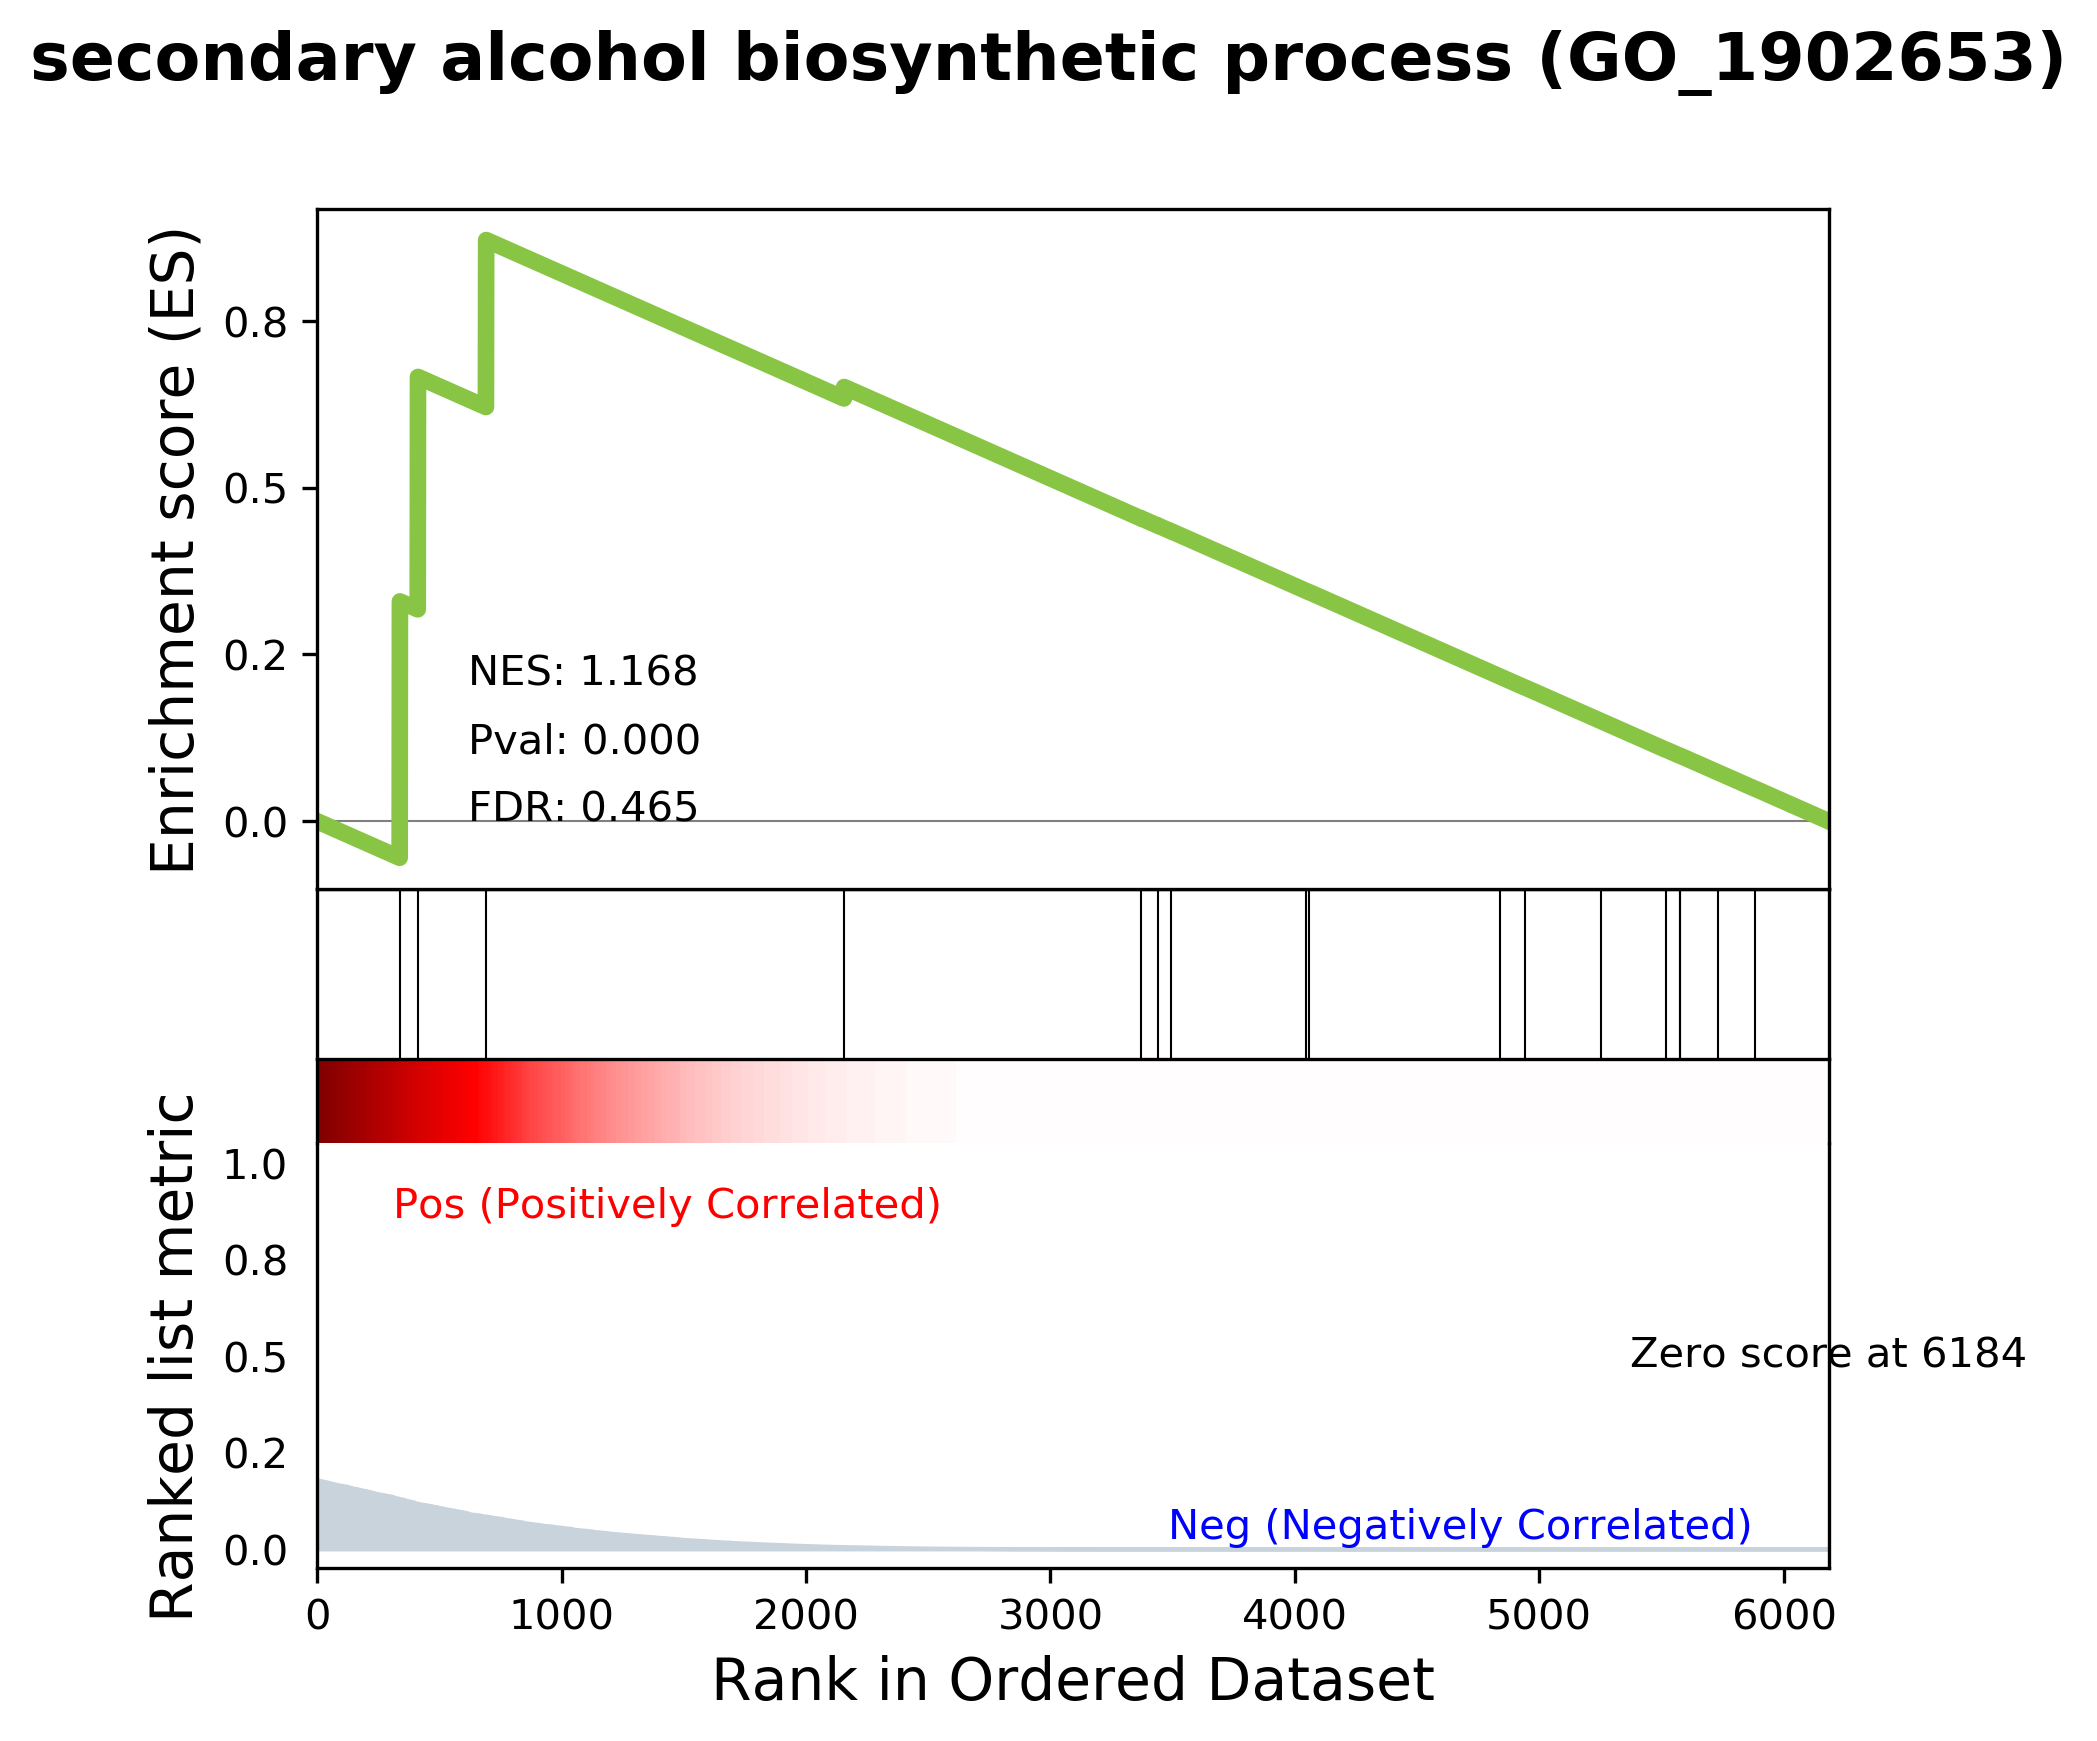 secondary alcohol biosynthetic process (GO_1902653)
Enrichment score (ES)
0.8
0.5
0.2
0.0
NES: 1.168
Pval: 0.000
FDR: 0.465
Ranked list metric
1.0
0.8
0.5
0.2
0.0
Pos (Positively Correlated)
Zero score at 6184
Neg (Negatively Correlated)
0 1000 2000 3000 4000 5000 6000
Rank in Ordered Dataset